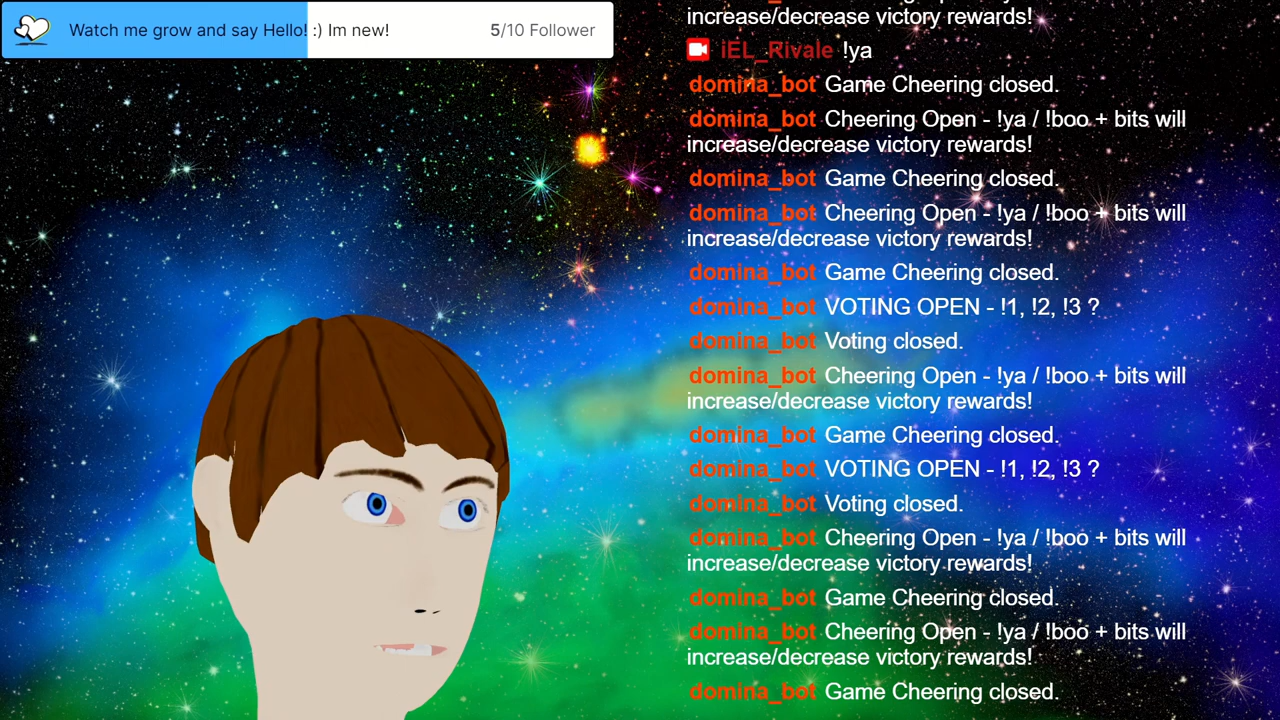 Watch me grow and say Hello! :) Im new! 5/10 Follower
increase/decrease victory rewards!
iEL_Rivale !ya
domina_bot Game Cheering closed.
domina_bot Cheering Open - !ya / !boo + bits will
increase/decrease victory rewards!
domina_bot Game Cheering closed.
domina_bot Cheering Open - !ya / !boo + bits will
increase/decrease victory rewards!
domina_bot Game Cheering closed.
domina_bot VOTING OPEN - !1, !2, !3 ?
domina_bot Voting closed.
domina_bot Cheering Open - !ya / !boo + bits will
increase/decrease victory rewards!
domina_bot Game Cheering closed.
domina_bot VOTING OPEN - !1, !2, !3 ?
domina_bot Voting closed.
domina_bot Cheering Open - !ya / !boo + bits will
increase/decrease victory rewards!
domina_bot Game Cheering closed.
domina_bot Cheering Open - !ya / !boo + bits will
increase/decrease victory rewards!
domina_bot Game Cheering closed.